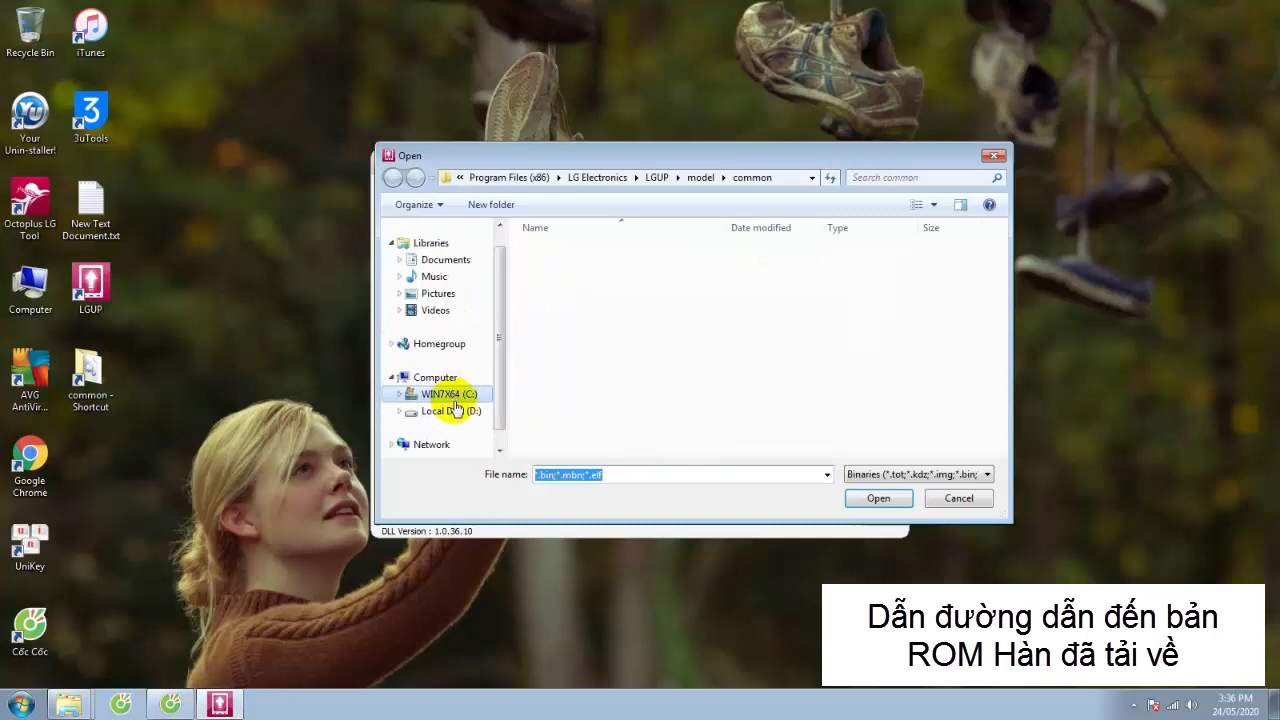 Recycle Bin
iTunes
Your
Unin-staller!
3uTools
Octoplus LG
Tool
New Text
Document.txt
Computer
LGUP
AVG
AntiVir...
common -
Shortcut
Google
Chrome
UniKey
Cốc Cốc
Open
« Program Files (x86) LG Electronics LGUP model common
Search common
Organize
New folder
Name Date modified Type Size
Libraries
Documents
Music
Pictures
Videos
Homegroup
Computer
WIN7X64 (C:)
Network
File name: *.bin;*.mbn;*.elf
Binaries (*.tot;*.kdz;*.img;*.bin;
Open
Cancel
DLL Version : 1.0.36.10
Dẫn đường dẫn đến bản
ROM Hàn đã tải về
3:36 PM
24/05/2020